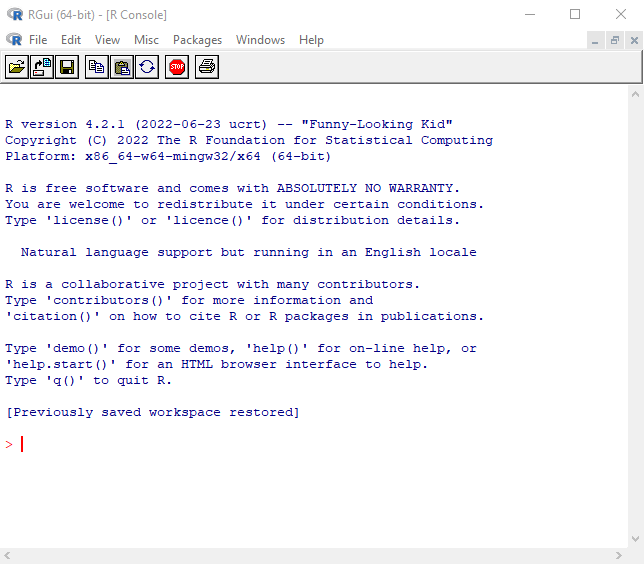 RGui (64-bit) - [R Console]
File Edit View Misc Packages Windows Help
STOP
R version 4.2.1 (2022-06-23 ucrt) -- "Funny-Looking Kid"
Copyright (C) 2022 The R Foundation for Statistical Computing
Platform: x86_64-w64-mingw32/x64 (64-bit)
R is free software and comes with ABSOLUTELY NO WARRANTY.
You are welcome to redistribute it under certain conditions.
Type 'license()' or 'licence()' for distribution details.
Natural language support but running in an English locale
R is a collaborative project with many contributors.
Type 'contributors()' for more information and
'citation()' on how to cite R or R packages in publications.
Type 'demo()' for some demos, 'help()' for on-line help, or
'help.start()' for an HTML browser interface to help.
Type 'q()' to quit R.
[Previously saved workspace restored]
>